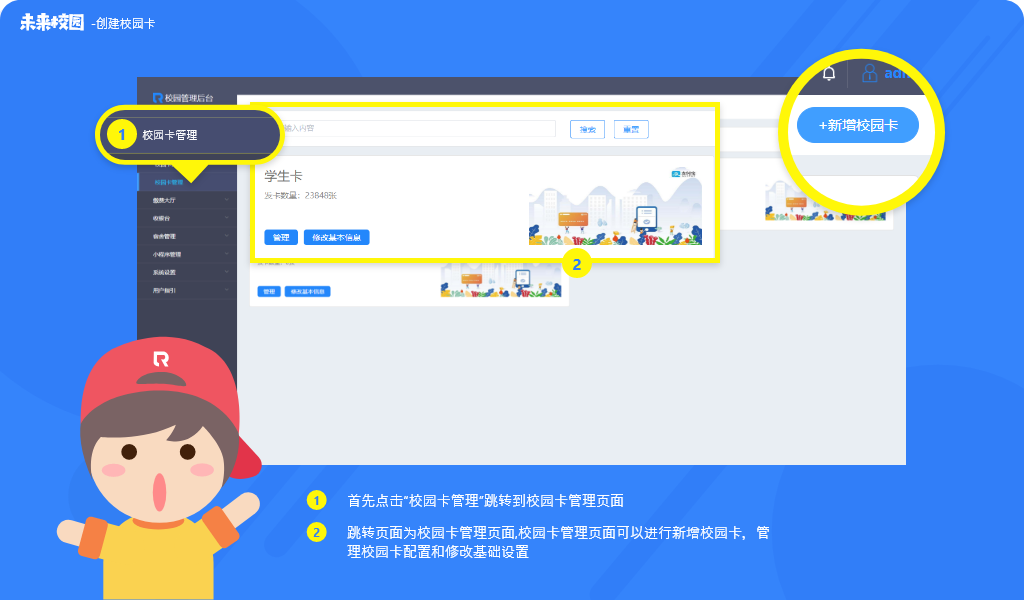 未来校园 -创建校园卡
校园管理后台
1 校园卡管理
校园卡管理
缴费大厅
收银台
宿舍管理
小程序管理
系统设置
用户指引
输入内容
搜索 重置
学生卡
发卡数量：23848张
支付宝
管理 修改基本信息
2
管理 修改基本信息
+新增校园卡
1 首先点击“校园卡管理”跳转到校园卡管理页面
2 跳转页面为校园卡管理页面,校园卡管理页面可以进行新增校园卡，管
理校园卡配置和修改基础设置